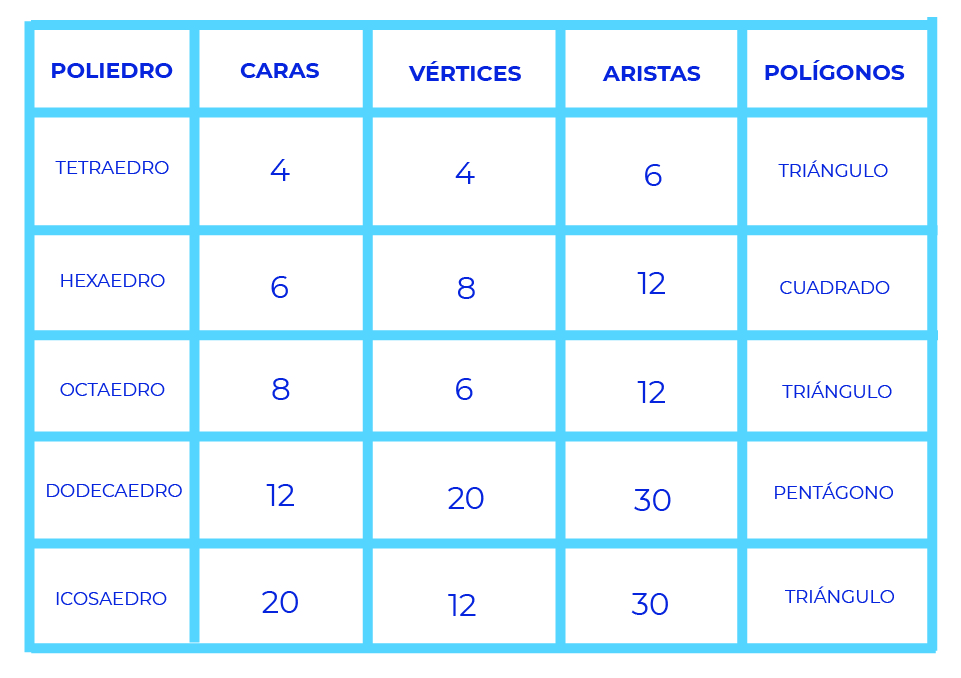 POLIEDRO CARAS VÉRTICES ARISTAS POLÍGONOS
TETRAEDRO 4 4 6 TRIÁNGULO
HEXAEDRO 6 8 12 CUADRADO
OCTAEDRO 8 6 12 TRIÁNGULO
DODECAEDRO 12 20 30 PENTÁGONO
ICOSAEDRO 20 12 30 TRIÁNGULO